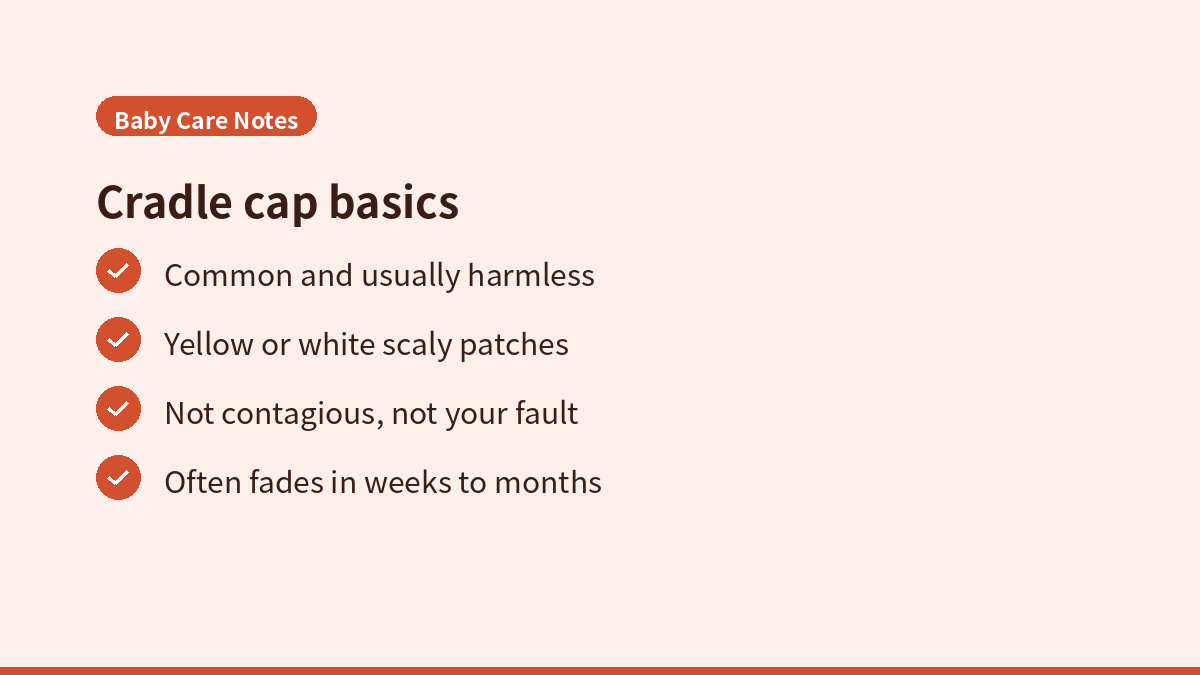 Baby Care Notes
Cradle cap basics
Common and usually harmless
Yellow or white scaly patches
Not contagious, not your fault
Often fades in weeks to months